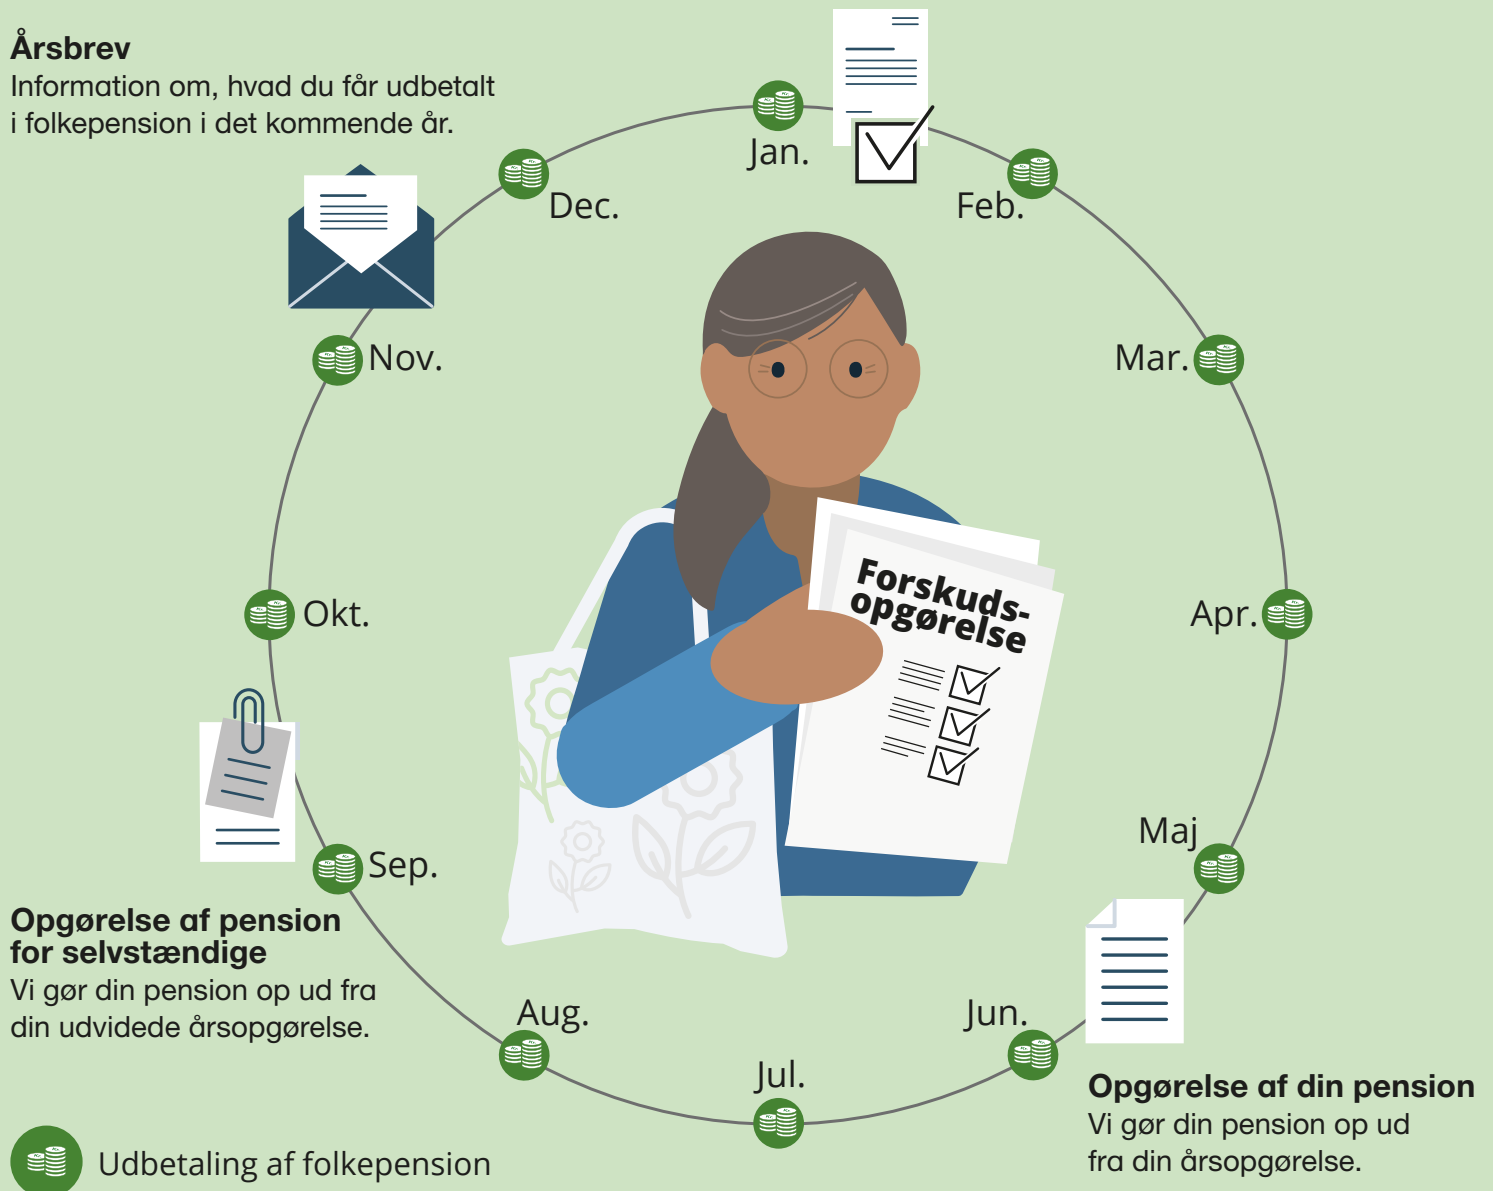 Årsbrev
Information om, hvad du får udbetalt
i folkepension i det kommende år.
Jan.
Feb.
Mar.
Apr.
Maj
Jun.
Jul.
Aug.
Sep.
Okt.
Nov.
Dec.
Forskuds-
opgørelse
Opgørelse af pension
for selvstændige
Vi gør din pension op ud fra
din udvidede årsopgørelse.
Opgørelse af din pension
Vi gør din pension op ud
fra din årsopgørelse.
Udbetaling af folkepension